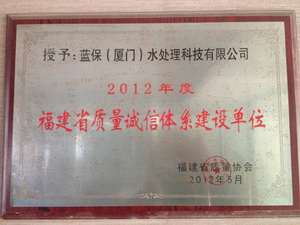 授予：蓝保（厦门）水处理科技有限公司
2012年度
福建省质量诚信体系建设单位
福建省质量协会
2012年5月